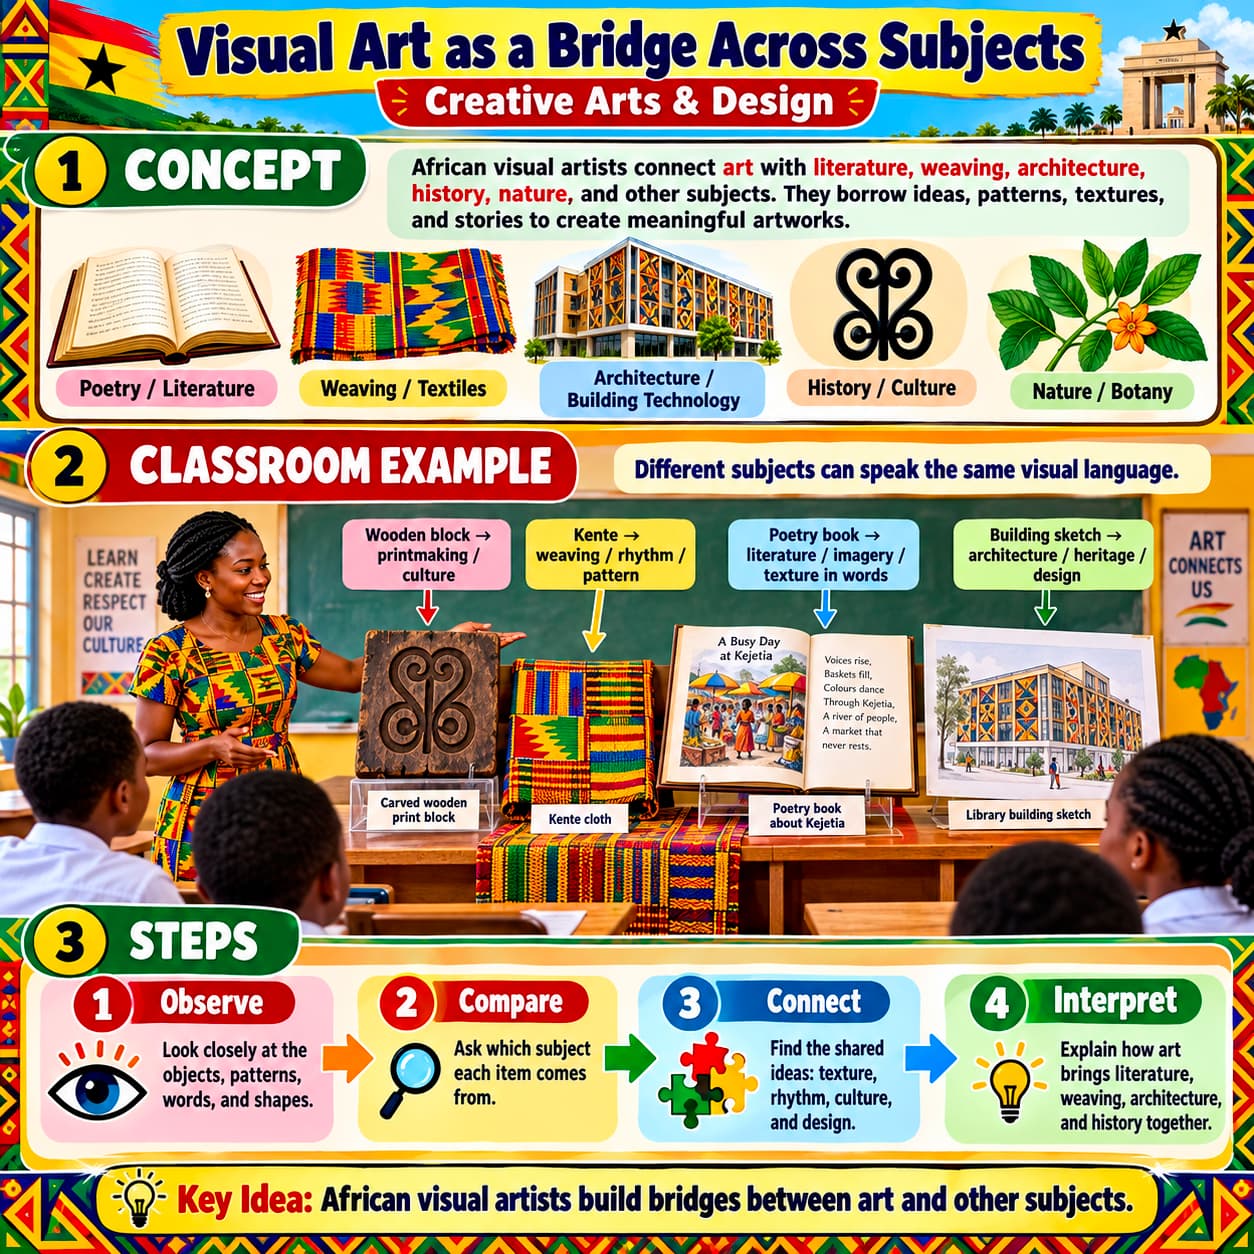 Visual Art as a Bridge Across Subjects
Creative Arts & Design
1 CONCEPT
African visual artists connect art with literature, weaving, architecture,
history, nature, and other subjects. They borrow ideas, patterns, textures,
and stories to create meaningful artworks.
Poetry / Literature
Weaving / Textiles
Architecture /
Building Technology
History / Culture
Nature / Botany
2 CLASSROOM EXAMPLE
Different subjects can speak the same visual language.
LEARN
CREATE
RESPECT
OUR
CULTURE
Wooden block →
printmaking /
culture
Kente →
weaving / rhythm /
pattern
Poetry book →
literature / imagery /
texture in words
Building sketch →
architecture / heritage /
design
ART
CONNECTS
US
A Busy Day
at Kejetia
Voices rise,
Baskets fill,
Colours dance
Through Kejetia,
A river of people,
A market that
never rests.
Carved wooden
print block
Kente cloth
Poetry book
about Kejetia
Library building sketch
3 STEPS
1 Observe
Look closely at the
objects, patterns,
words, and shapes.
2 Compare
Ask which subject
each item comes
from.
3 Connect
Find the shared
ideas: texture,
rhythm, culture,
and design.
4 Interpret
Explain how art
brings literature,
weaving, architecture,
and history together.
Key Idea: African visual artists build bridges between art and other subjects.